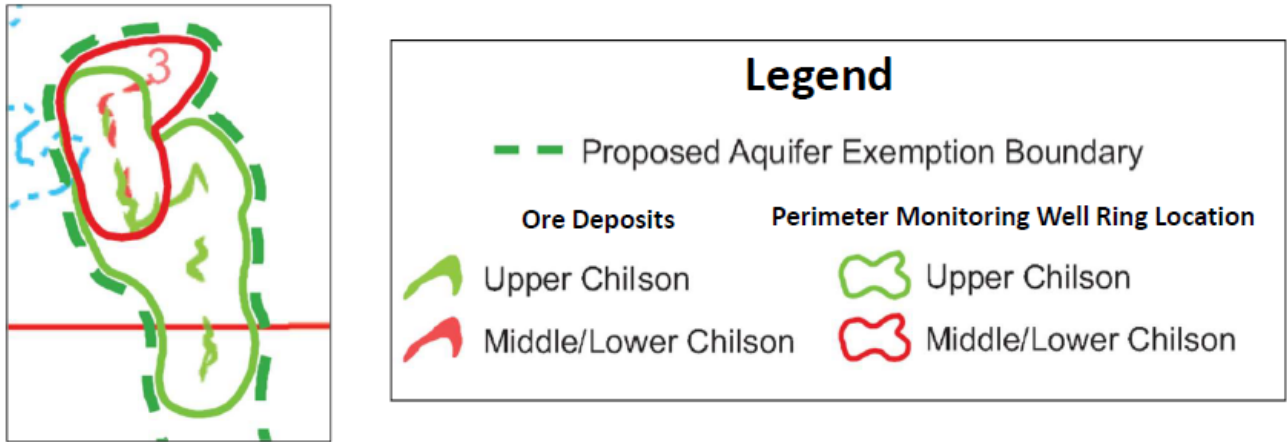 3
Legend
Proposed Aquifer Exemption Boundary
Ore Deposits
Perimeter Monitoring Well Ring Location
Upper Chilson
Upper Chilson
Middle/Lower Chilson
Middle/Lower Chilson